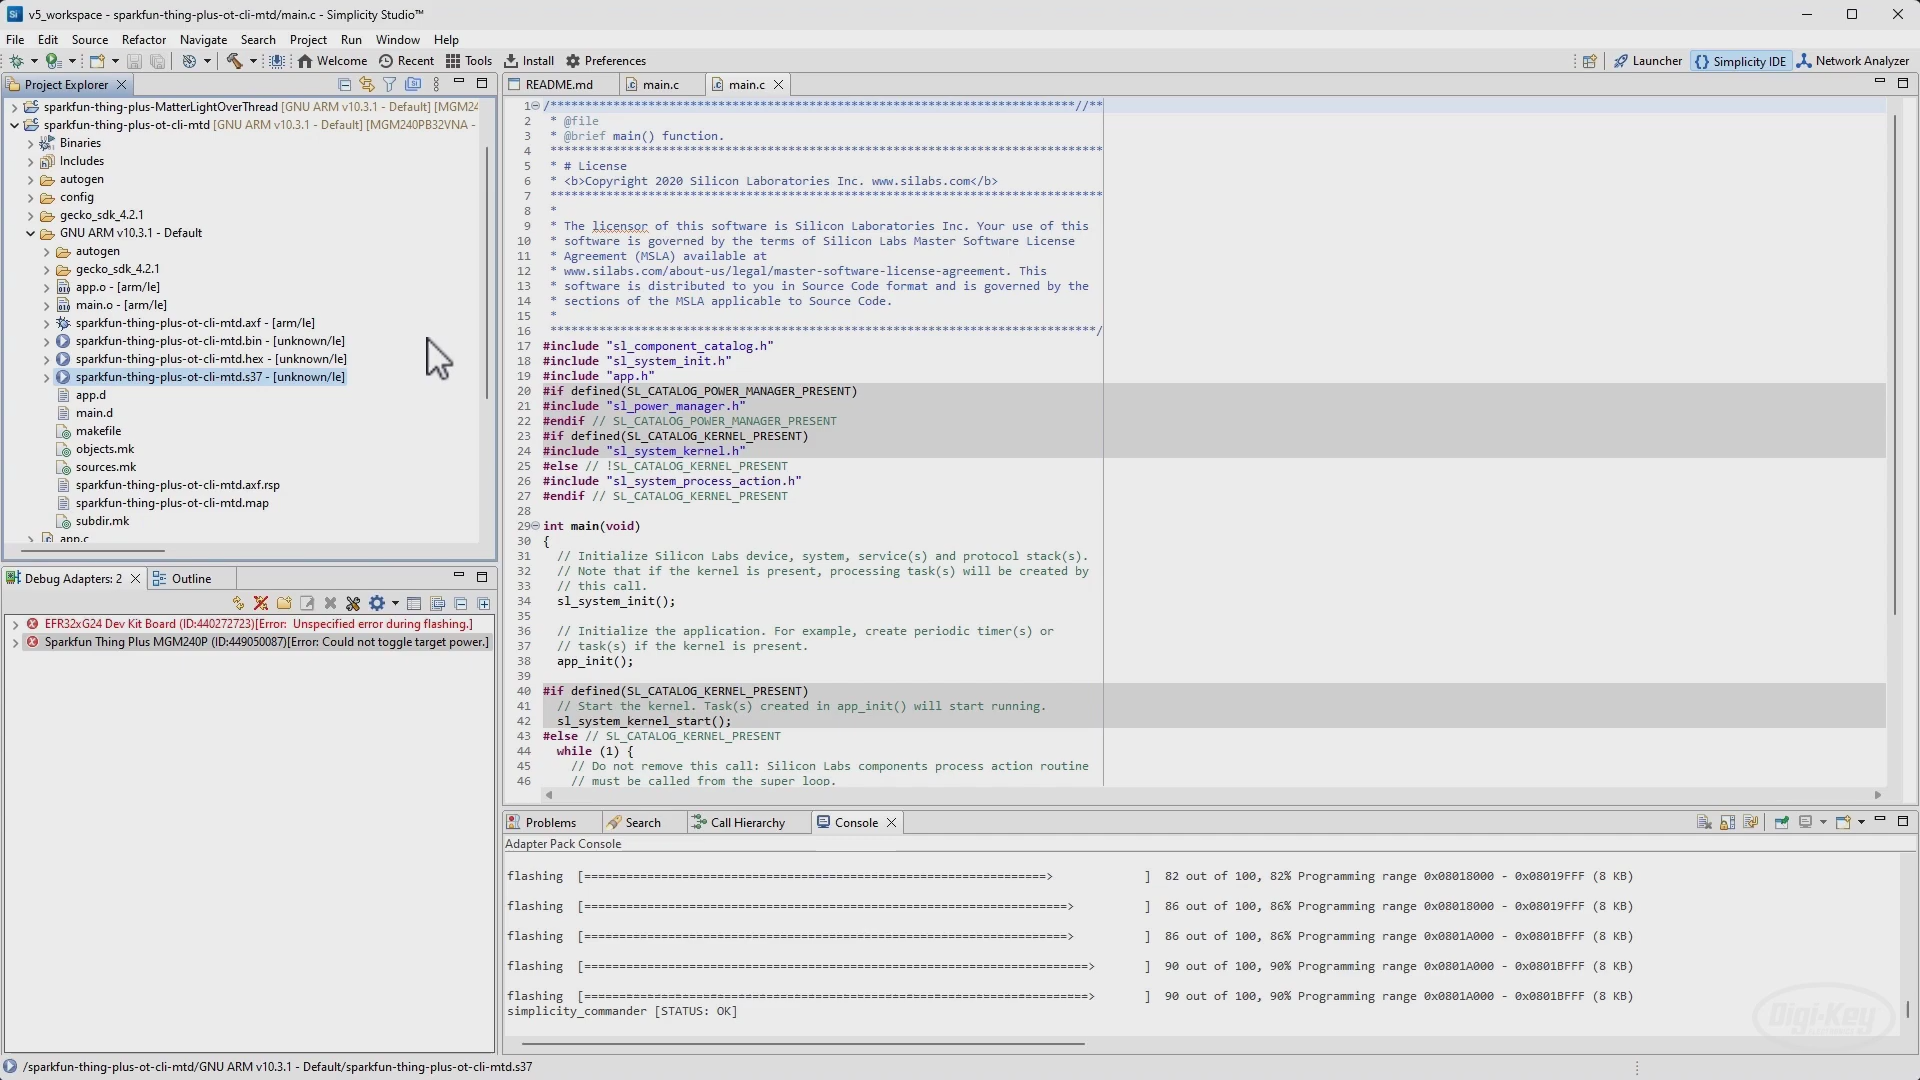 v5_workspace - sparkfun-thing-plus-ot-cli-mtd/main.c - Simplicity Studio™
File Edit Source Refactor Navigate Search Project Run Window Help
Welcome Recent Tools Install Preferences
Launcher Simplicity IDE Network Analyzer
Project Explorer
sparkfun-thing-plus-MatterLightOverThread [GNU ARM v10.3.1 - Default] [MGM24
sparkfun-thing-plus-ot-cli-mtd [GNU ARM v10.3.1 - Default] [MGM240PB32VNA -
Binaries
Includes
autogen
config
gecko_sdk_4.2.1
GNU ARM v10.3.1 - Default
autogen
gecko_sdk_4.2.1
app.o - [arm/le]
main.o - [arm/le]
sparkfun-thing-plus-ot-cli-mtd.axf - [arm/le]
sparkfun-thing-plus-ot-cli-mtd.bin - [unknown/le]
sparkfun-thing-plus-ot-cli-mtd.hex - [unknown/le]
sparkfun-thing-plus-ot-cli-mtd.s37 - [unknown/le]
app.d
main.d
makefile
objects.mk
sources.mk
sparkfun-thing-plus-ot-cli-mtd.axf.rsp
sparkfun-thing-plus-ot-cli-mtd.map
subdir.mk
app.c
Debug Adapters: 2 Outline
EFR32xG24 Dev Kit Board (ID:440272723)[Error: Unspecified error during flashing.]
Sparkfun Thing Plus MGM240P (ID:449050087)[Error: Could not toggle target power.]
README.md main.c main.c
1 /***************************************************************************//**
2 * @file
3 * @brief main() function.
4 *******************************************************************************
5 * # License
6 * <b>Copyright 2020 Silicon Laboratories Inc. www.silabs.com</b>
7 *******************************************************************************
8 *
9 * The licensor of this software is Silicon Laboratories Inc. Your use of this
10 * software is governed by the terms of Silicon Labs Master Software License
11 * Agreement (MSLA) available at
12 * www.silabs.com/about-us/legal/master-software-license-agreement. This
13 * software is distributed to you in Source Code format and is governed by the
14 * sections of the MSLA applicable to Source Code.
15 *
16 ******************************************************************************/
17 #include "sl_component_catalog.h"
18 #include "sl_system_init.h"
19 #include "app.h"
20 #if defined(SL_CATALOG_POWER_MANAGER_PRESENT)
21 #include "sl_power_manager.h"
22 #endif // SL_CATALOG_POWER_MANAGER_PRESENT
23 #if defined(SL_CATALOG_KERNEL_PRESENT)
24 #include "sl_system_kernel.h"
25 #else // !SL_CATALOG_KERNEL_PRESENT
26 #include "sl_system_process_action.h"
27 #endif // SL_CATALOG_KERNEL_PRESENT
28
29 int main(void)
30 {
31 // Initialize Silicon Labs device, system, service(s) and protocol stack(s).
32 // Note that if the kernel is present, processing task(s) will be created by
33 // this call.
34 sl_system_init();
35
36 // Initialize the application. For example, create periodic timer(s) or
37 // task(s) if the kernel is present.
38 app_init();
39
40 #if defined(SL_CATALOG_KERNEL_PRESENT)
41 // Start the kernel. Task(s) created in app_init() will start running.
42 sl_system_kernel_start();
43 #else // SL_CATALOG_KERNEL_PRESENT
44 while (1) {
45 // Do not remove this call: Silicon Labs components process action routine
46 // must be called from the super loop.
Problems Search Call Hierarchy Console
Adapter Pack Console
flashing [==================================================================> ] 82 out of 100, 82% Programming range 0x08018000 - 0x08019FFF (8 KB)
flashing [=====================================================================> ] 86 out of 100, 86% Programming range 0x08018000 - 0x08019FFF (8 KB)
flashing [=====================================================================> ] 86 out of 100, 86% Programming range 0x0801A000 - 0x0801BFFF (8 KB)
flashing [========================================================================> ] 90 out of 100, 90% Programming range 0x0801A000 - 0x0801BFFF (8 KB)
flashing [========================================================================> ] 90 out of 100, 90% Programming range 0x0801A000 - 0x0801BFFF (8 KB)
simplicity_commander [STATUS: OK]
Digi-Key
/sparkfun-thing-plus-ot-cli-mtd/GNU ARM v10.3.1 - Default/sparkfun-thing-plus-ot-cli-mtd.s37